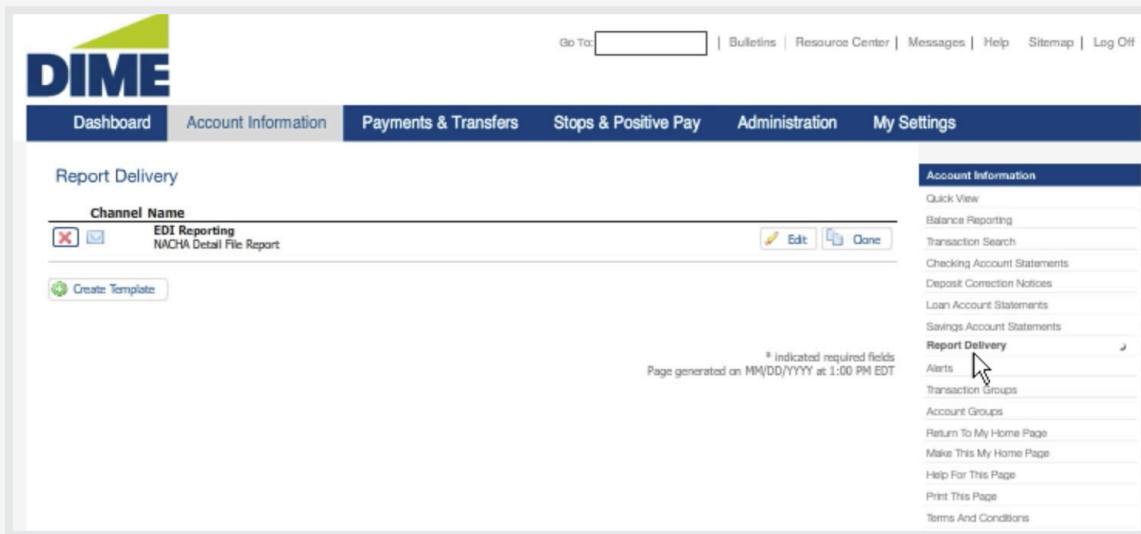 DIME
Go To: | Bulletins | Resource Center | Messages | Help Sitemap | Log Off
Dashboard Account Information Payments & Transfers Stops & Positive Pay Administration My Settings
Report Delivery
Channel Name
EDI Reporting
NACHA Detail File Report
Edit Clone
Create Template
* indicated required fields
Page generated on MM/DD/YYYY at 1:00 PM EDT
Account Information
Quick View
Balance Reporting
Transaction Search
Checking Account Statements
Deposit Correction Notices
Loan Account Statements
Savings Account Statements
Report Delivery
Alerts
Transaction Groups
Account Groups
Return To My Home Page
Make This My Home Page
Help For This Page
Print This Page
Terms And Conditions